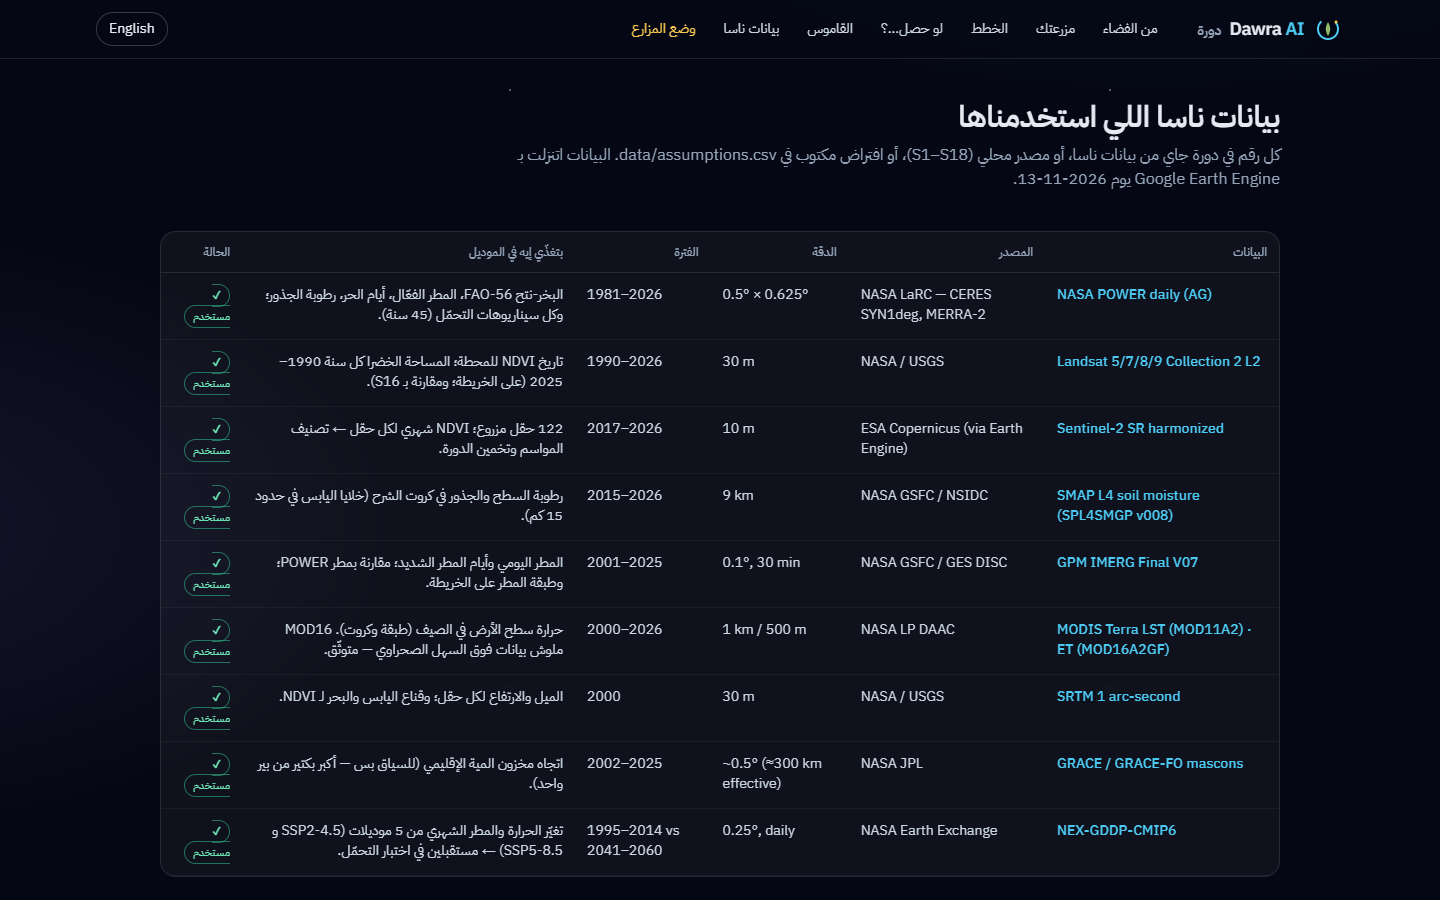 Dawra AI دورة
من الفضاء
مزرعتك
الخطط
لو حصل...؟
القاموس
بيانات ناسا
وضع المزارع
English
بيانات ناسا اللي استخدمناها
كل رقم في دورة جاي من بيانات ناسا، أو مصدر محلي (S1–S18)، أو افتراض مكتوب في data/assumptions.csv. البيانات اتنزلت بـ
Google Earth Engine يوم 2026-11-13.
البيانات المصدر الدقة الفترة بتغذّي إيه في الموديل الحالة
NASA POWER daily (AG)
NASA LaRC — CERES
SYN1deg, MERRA-2
0.5° × 0.625°
1981–2026
البخر-نتح FAO-56، المطر الفعّال، أيام الحر، رطوبة الجذور؛
وكل سيناريوهات التحمّل (45 سنة).
✓
مستخدم
Landsat 5/7/8/9 Collection 2 L2
NASA / USGS
30 m
1990–2026
تاريخ NDVI للمحطة؛ المساحة الخضرا كل سنة 1990–
2025 (على الخريطة؛ ومقارنة بـ S16).
✓
مستخدم
Sentinel-2 SR harmonized
ESA Copernicus (via Earth
Engine)
10 m
2017–2026
122 حقل مزروع؛ NDVI شهري لكل حقل ← تصنيف
المواسم وتخمين الدورة.
✓
مستخدم
SMAP L4 soil moisture
(SPL4SMGP v008)
NASA GSFC / NSIDC
9 km
2015–2026
رطوبة السطح والجذور في كروت الشرح (خلايا اليابس في حدود
15 كم).
✓
مستخدم
GPM IMERG Final V07
NASA GSFC / GES DISC
0.1°, 30 min
2001–2025
المطر اليومي وأيام المطر الشديد؛ مقارنة بمطر POWER؛
وطبقة المطر على الخريطة.
✓
مستخدم
MODIS Terra LST (MOD11A2) ·
ET (MOD16A2GF)
NASA LP DAAC
1 km / 500 m
2000–2026
حرارة سطح الأرض في الصيف (طبقة وكروت). MOD16
ملوش بيانات فوق السهل الصحراوي — متوثّق.
✓
مستخدم
SRTM 1 arc-second
NASA / USGS
30 m
2000
الميل والارتفاع لكل حقل؛ وقناع اليابس والبحر لـ NDVI.
✓
مستخدم
GRACE / GRACE-FO mascons
NASA JPL
~0.5° (≈300 km
effective)
2002–2025
اتجاه مخزون المية الإقليمي (للسياق بس — أكبر بكتير من بير
واحد).
✓
مستخدم
NEX-GDDP-CMIP6
NASA Earth Exchange
0.25°, daily
1995–2014 vs
2041–2060
تغيّر الحرارة والمطر الشهري من 5 موديلات (SSP2-4.5 و
SSP5-8.5) ← مستقبلين في اختبار التحمّل.
✓
مستخدم